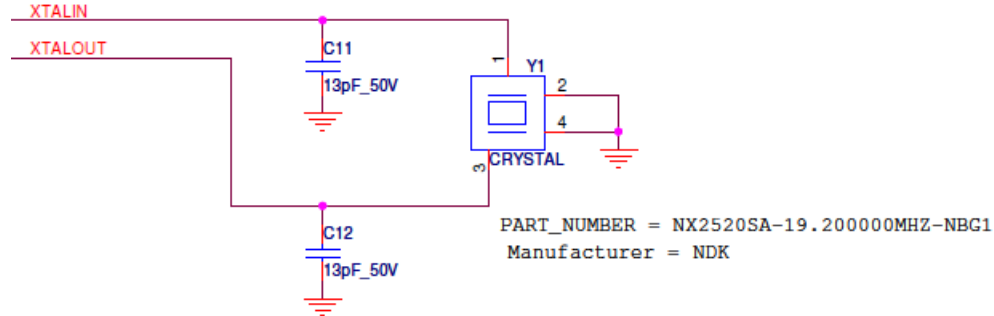 XTALIN
XTALOUT
C11
13pF_50V
1
Y1
2
4
CRYSTAL
3
C12
13pF_50V
PART_NUMBER = NX2520SA-19.200000MHZ-NBG1
Manufacturer = NDK